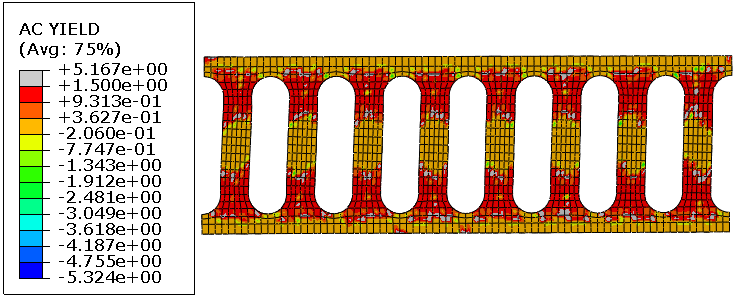 AC YIELD
(Avg: 75%)
+5.167e+00
+1.500e+00
+9.313e-01
+3.627e-01
-2.060e-01
-7.747e-01
-1.343e+00
-1.912e+00
-2.481e+00
-3.049e+00
-3.618e+00
-4.187e+00
-4.755e+00
-5.324e+00